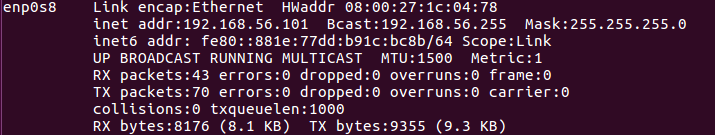 enp0s8    Link encap:Ethernet  HWaddr 08:00:27:1c:04:78
          inet addr:192.168.56.101  Bcast:192.168.56.255  Mask:255.255.255.0
          inet6 addr: fe80::881e:77dd:b91c:bc8b/64 Scope:Link
          UP BROADCAST RUNNING MULTICAST  MTU:1500  Metric:1
          RX packets:43 errors:0 dropped:0 overruns:0 frame:0
          TX packets:70 errors:0 dropped:0 overruns:0 carrier:0
          collisions:0 txqueuelen:1000
          RX bytes:8176 (8.1 KB)  TX bytes:9355 (9.3 KB)